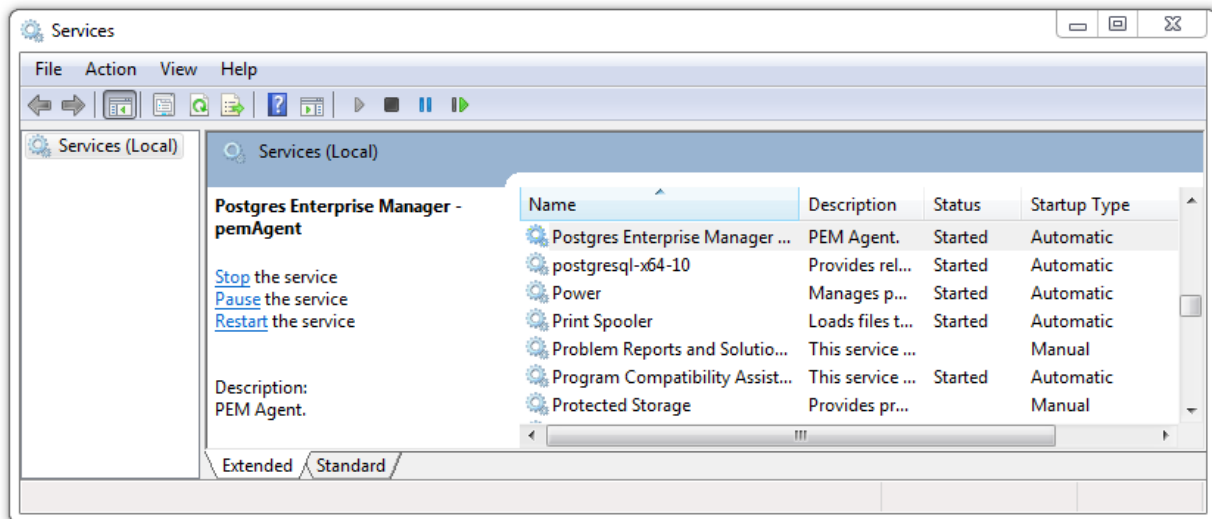 Services
File Action View Help
Services (Local)
Services (Local)
Postgres Enterprise Manager -
pemAgent
Stop the service
Pause the service
Restart the service
Description:
PEM Agent.
Name Description Status Startup Type
Postgres Enterprise Manager ... PEM Agent. Started Automatic
postgresql-x64-10 Provides rel... Started Automatic
Power Manages p... Started Automatic
Print Spooler Loads files t... Started Automatic
Problem Reports and Solutio... This service ... Manual
Program Compatibility Assist... This service ... Started Automatic
Protected Storage Provides pr... Manual
Extended Standard